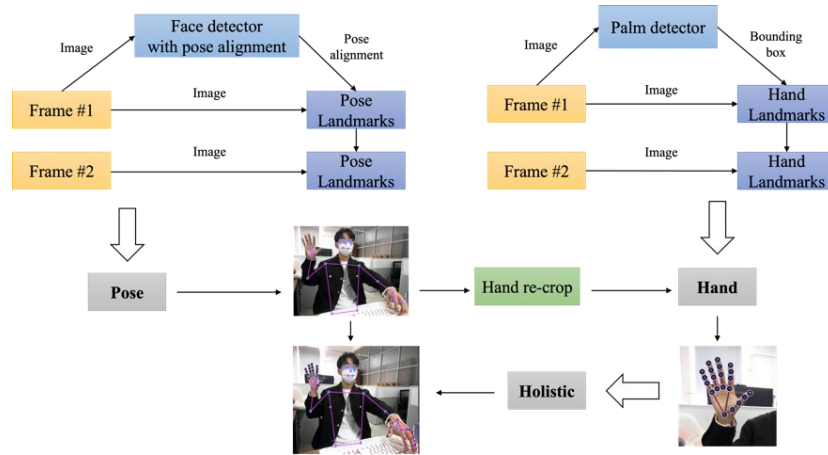 Face detector
with pose alignment
Image
Pose
alignment
Frame #1
Image
Pose
Landmarks
Frame #2
Image
Pose
Landmarks
Palm detector
Image
Bounding
box
Frame #1
Image
Hand
Landmarks
Frame #2
Image
Hand
Landmarks
Pose
Hand re-crop
Hand
Holistic